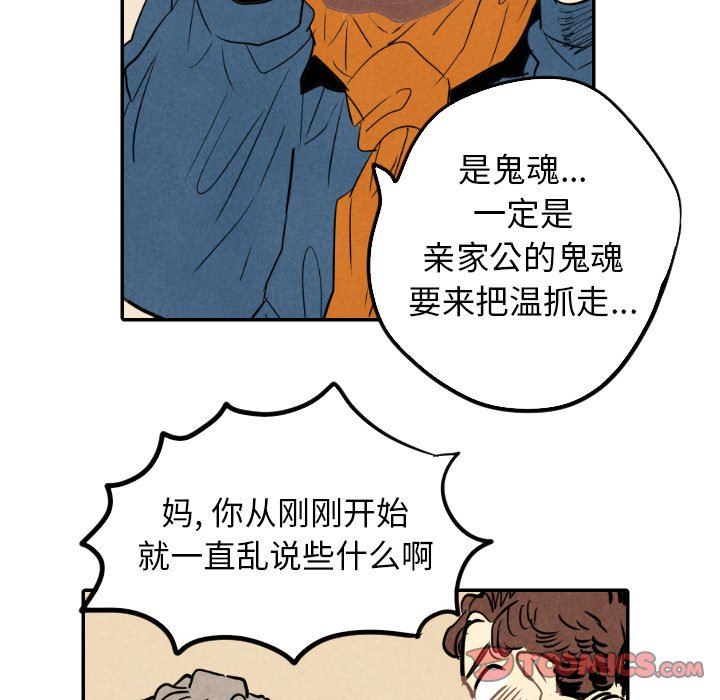 是鬼魂...
一定是
亲家公的鬼魂
要来把温抓走...
妈, 你从刚刚开始
就一直乱说些什么啊
TOOMICS.COM